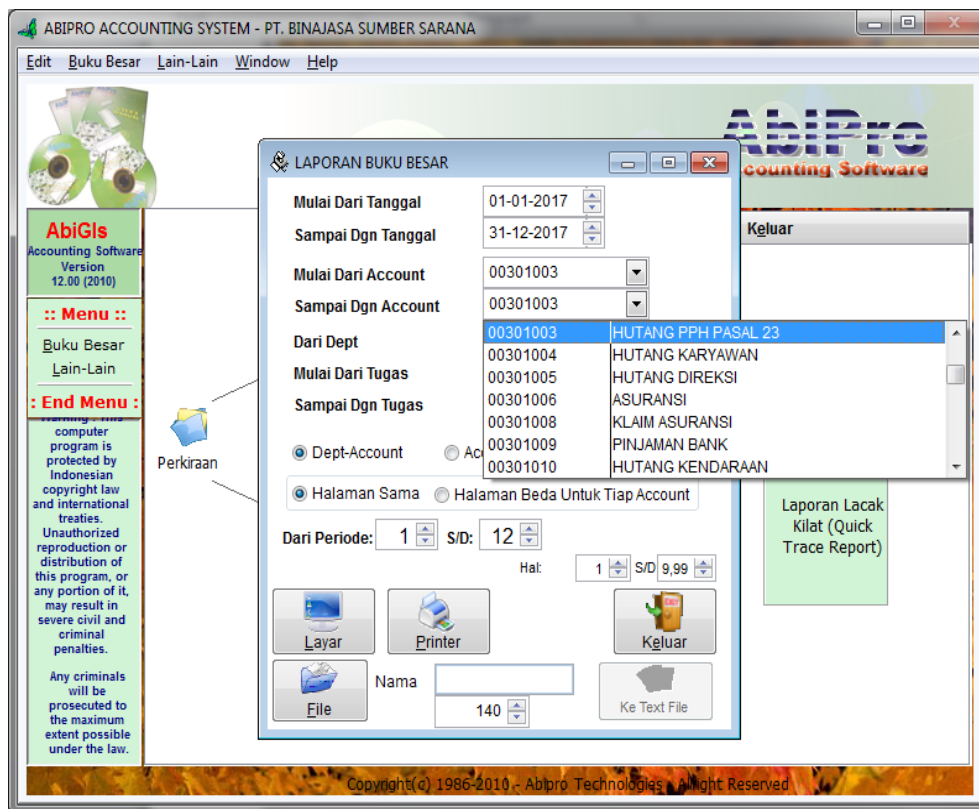 ABIPRO ACCOUNTING SYSTEM - PT. BINAJASA SUMBER SARANA
Edit Buku Besar Lain-Lain Window Help
AbiPro
counting Software
LAPORAN BUKU BESAR
Mulai Dari Tanggal 01-01-2017
Sampai Dgn Tanggal 31-12-2017
Mulai Dari Account 00301003
Sampai Dgn Account 00301003
00301003 HUTANG PPH PASAL 23
00301004 HUTANG KARYAWAN
00301005 HUTANG DIREKSI
00301006 ASURANSI
00301008 KLAIM ASURANSI
00301009 PINJAMAN BANK
00301010 HUTANG KENDARAAN
Dari Dept
Mulai Dari Tugas
Sampai Dgn Tugas
Dept-Account Ac
Halaman Sama Halaman Beda Untuk Tiap Account
Dari Periode: 1 S/D: 12
Hal: 1 S/D 9,99
Layar
Printer
Keluar
File
Nama
140
Ke Text File
AbiGls
Accounting Software
Version
12.00 (2010)
:: Menu ::
Buku Besar
Lain-Lain
: End Menu :
Warning : This
computer
program is
protected by
Indonesian
copyright law
and international
treaties.
Unauthorized
reproduction or
distribution of
this program, or
any portion of it,
may result in
severe civil and
criminal
penalties.
Any criminals
will be
prosecuted to
the maximum
extent possible
under the law.
Perkiraan
Keluar
Laporan Lacak
Kilat (Quick
Trace Report)
Copyright(c) 1986-2010 - Abipro Technologies - All right Reserved